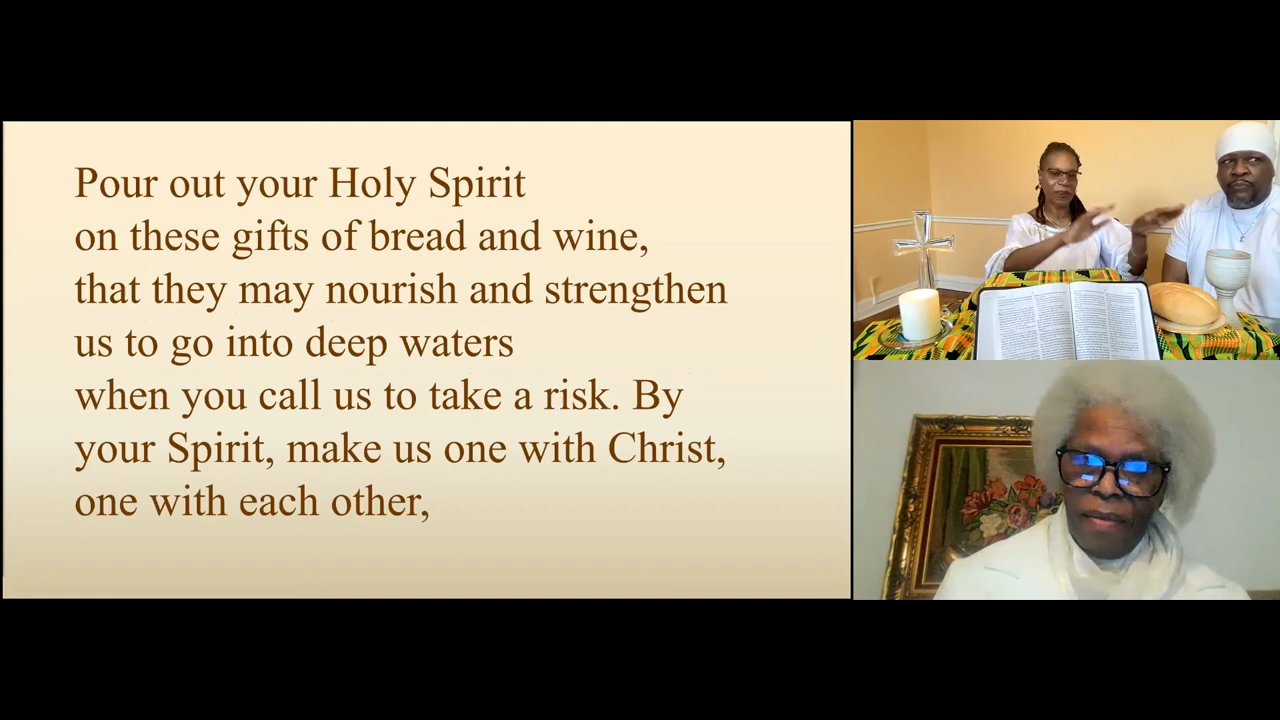 Pour out your Holy Spirit
on these gifts of bread and wine,
that they may nourish and strengthen
us to go into deep waters
when you call us to take a risk. By
your Spirit, make us one with Christ,
one with each other,